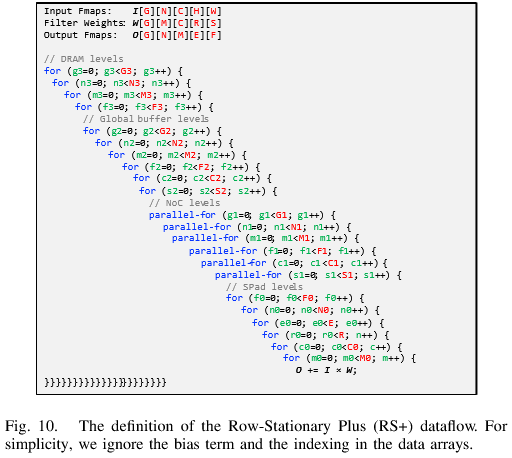 Input Fmaps: I[G][N][C][H][W]
Filter Weights: W[G][M][C][R][S]
Output Fmaps: O[G][N][M][E][F]
// DRAM levels
for (g3=0; g3<G3; g3++) {
for (n3=0; n3<N3; n3++) {
for (m3=0; m3<M3; m3++) {
for (f3=0; f3<F3; f3++) {
// Global buffer levels
for (g2=0; g2<G2; g2++) {
for (n2=0; n2<N2; n2++) {
for (m2=0; m2<M2; m2++) {
for (f2=0; f2<F2; f2++) {
for (c2=0; c2<C2; c2++) {
for (s2=0; s2<S2; s2++) {
// NoC levels
parallel-for (g1=0; g1<G1; g1++) {
parallel-for (n1=0; n1<N1; n1++) {
parallel-for (m1=0; m1<M1; m1++) {
parallel-for (f1=0; f1<F1; f1++) {
parallel-for (c1=0; c1<C1; c1++) {
parallel-for (s1=0; s1<S1; s1++) {
// SPad levels
for (f0=0; f0<F0; f0++) {
for (n0=0; n0<N0; n0++) {
for (e0=0; e0<E; e0++) {
for (r0=0; r0<R; n++) {
for (c0=0; c0<C0; c++) {
for (m0=0; m0<M0; m++) {
O += I × W;
}}}}}}}}}}}}}}}}}}}}}}
Fig. 10. The definition of the Row-Stationary Plus (RS+) dataflow. For
simplicity, we ignore the bias term and the indexing in the data arrays.